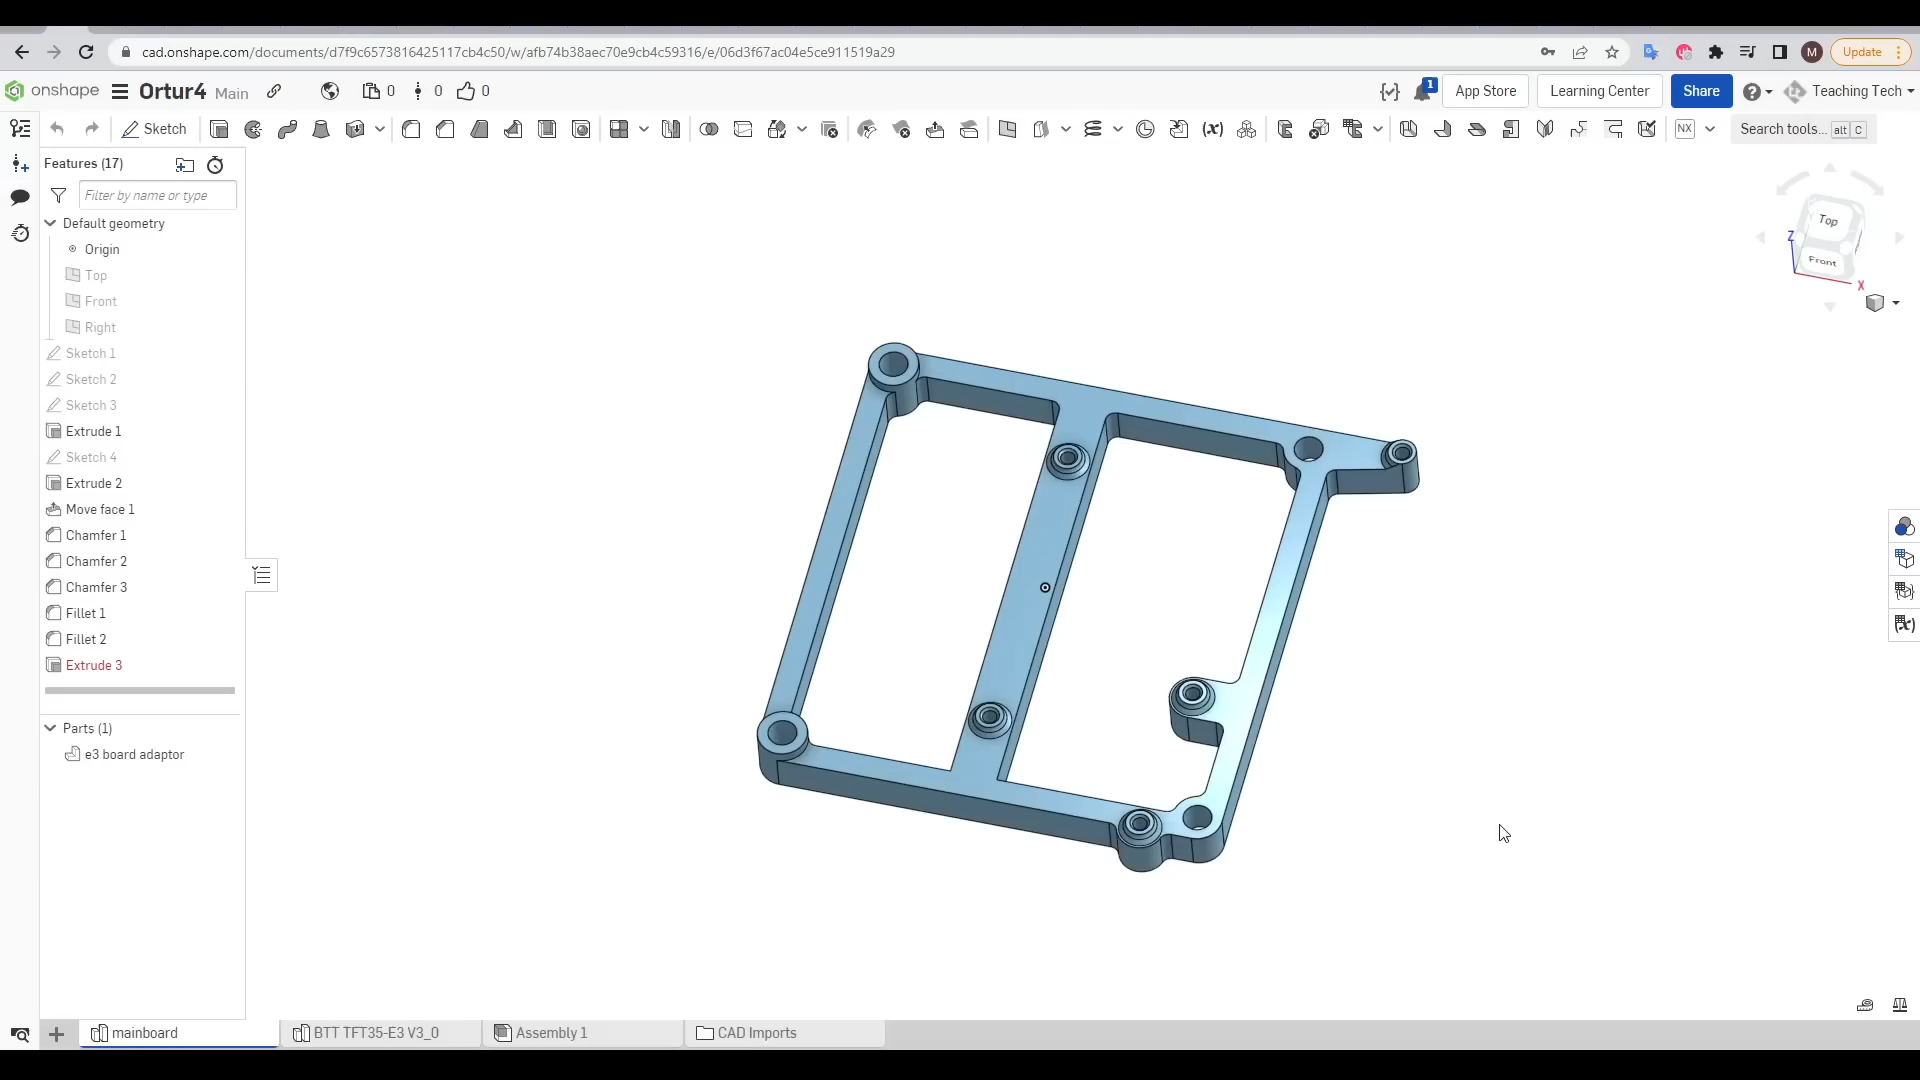 cad.onshape.com/documents/d7f9c6573816425117cb4c50/w/afb74b38aec70e9cb4c59316/e/06d3f67ac04e5ce911519a29
M
Update
onshape
Ortur4 Main
0
0
0
1
App Store
Learning Center
Share
Teaching Tech
Sketch
(x)
NX
Search tools... alt C
Features (17)
Filter by name or type
Default geometry
Origin
Top
Front
Right
Sketch 1
Sketch 2
Sketch 3
Extrude 1
Sketch 4
Extrude 2
Move face 1
Chamfer 1
Chamfer 2
Chamfer 3
Fillet 1
Fillet 2
Extrude 3
Parts (1)
e3 board adaptor
Top
Z
Front
X
(x)
mainboard
BTT TFT35-E3 V3_0
Assembly 1
CAD Imports